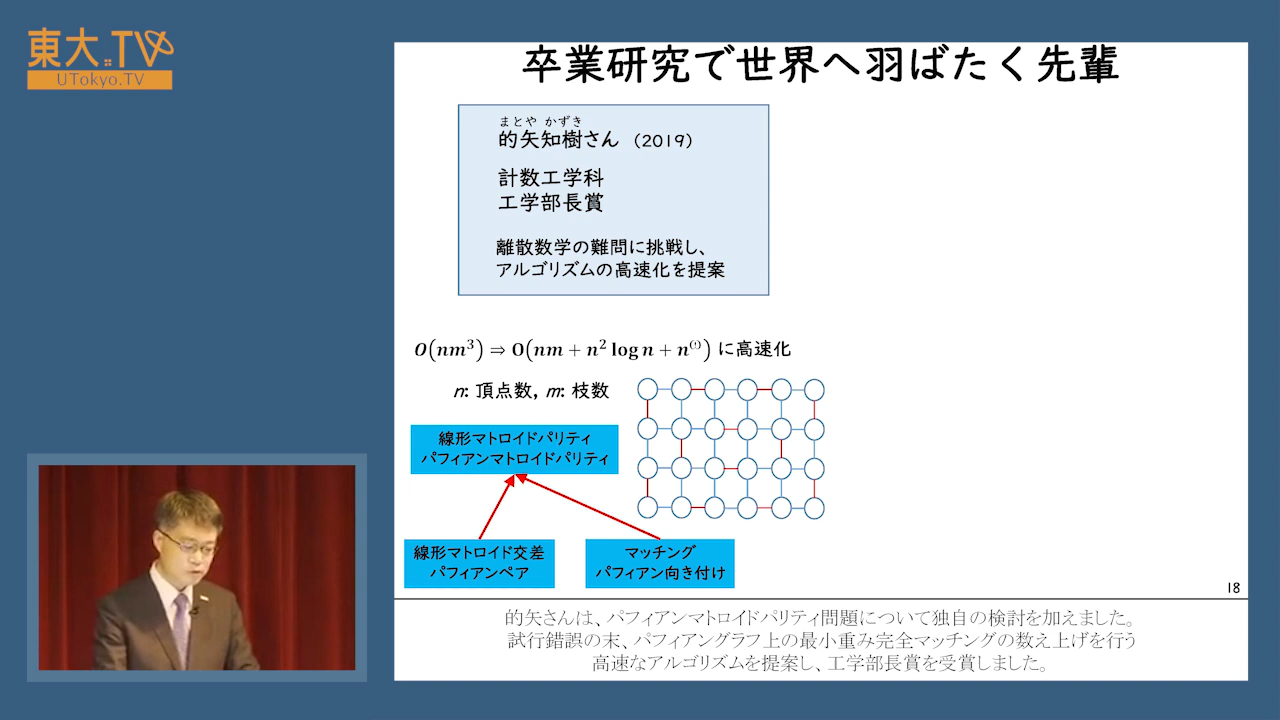 東大.TV
UTokyo.TV
卒業研究で世界へ羽ばたく先輩
まとや かずき
的矢知樹さん (2019)
計数工学科
工学部長賞
離散数学の難問に挑戦し、
アルゴリズムの高速化を提案
O(nm³) ⇒ O(nm + n² log n + n^ω) に高速化
n: 頂点数, m: 枝数
線形マトロイドパリティ
パフィアンマトロイドパリティ
線形マトロイド交差
パフィアンペア
マッチング
パフィアン向き付け
18
的矢さんは、パフィアンマトロイドパリティ問題について独自の検討を加えました。
試行錯誤の末、パフィアングラフ上の最小重み完全マッチングの数え上げを行う
高速なアルゴリズムを提案し、工学部長賞を受賞しました。